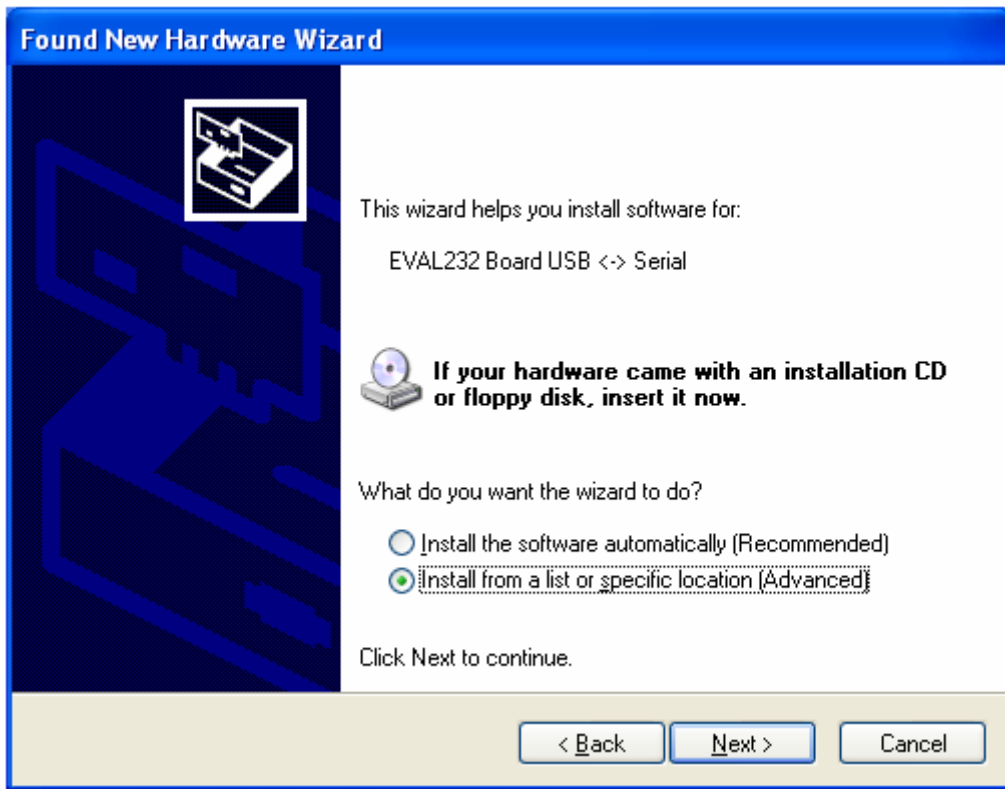 Found New Hardware Wizard
This wizard helps you install software for:
EVAL232 Board USB <-> Serial
If your hardware came with an installation CD
or floppy disk, insert it now.
What do you want the wizard to do?
Install the software automatically (Recommended)
Install from a list or specific location (Advanced)
Click Next to continue.
< Back
Next >
Cancel